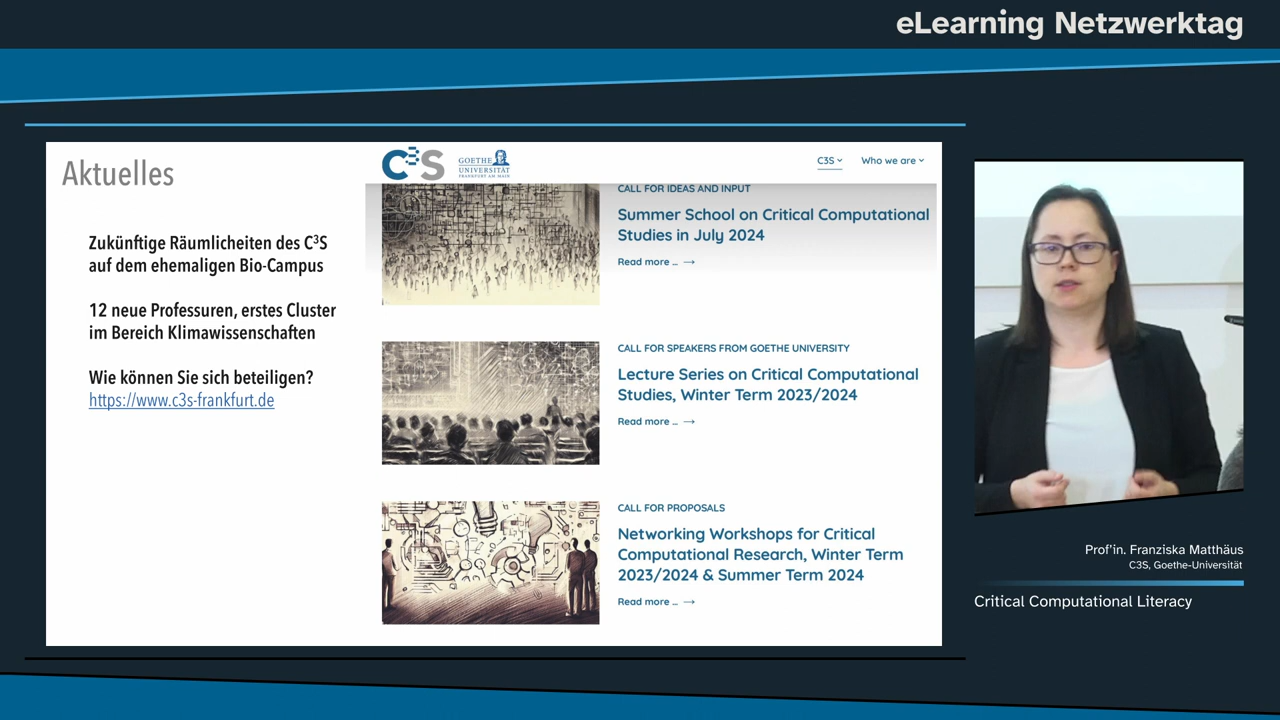 eLearning Netzwerktag
Aktuelles
Zukünftige Räumlicheiten des C³S
auf dem ehemaligen Bio-Campus
12 neue Professuren, erstes Cluster
im Bereich Klimawissenschaften
Wie können Sie sich beteiligen?
https://www.c3s-frankfurt.de
C3S
GOETHE
UNIVERSITÄT
FRANKFURT AM MAIN
C3S
Who we are
CALL FOR IDEAS AND INPUT
Summer School on Critical Computational
Studies in July 2024
Read more ... →
CALL FOR SPEAKERS FROM GOETHE UNIVERSITY
Lecture Series on Critical Computational
Studies, Winter Term 2023/2024
Read more ... →
CALL FOR PROPOSALS
Networking Workshops for Critical
Computational Research, Winter Term
2023/2024 & Summer Term 2024
Read more ... →
Prof'in. Franziska Matthäus
C3S, Goethe-Universität
Critical Computational Literacy